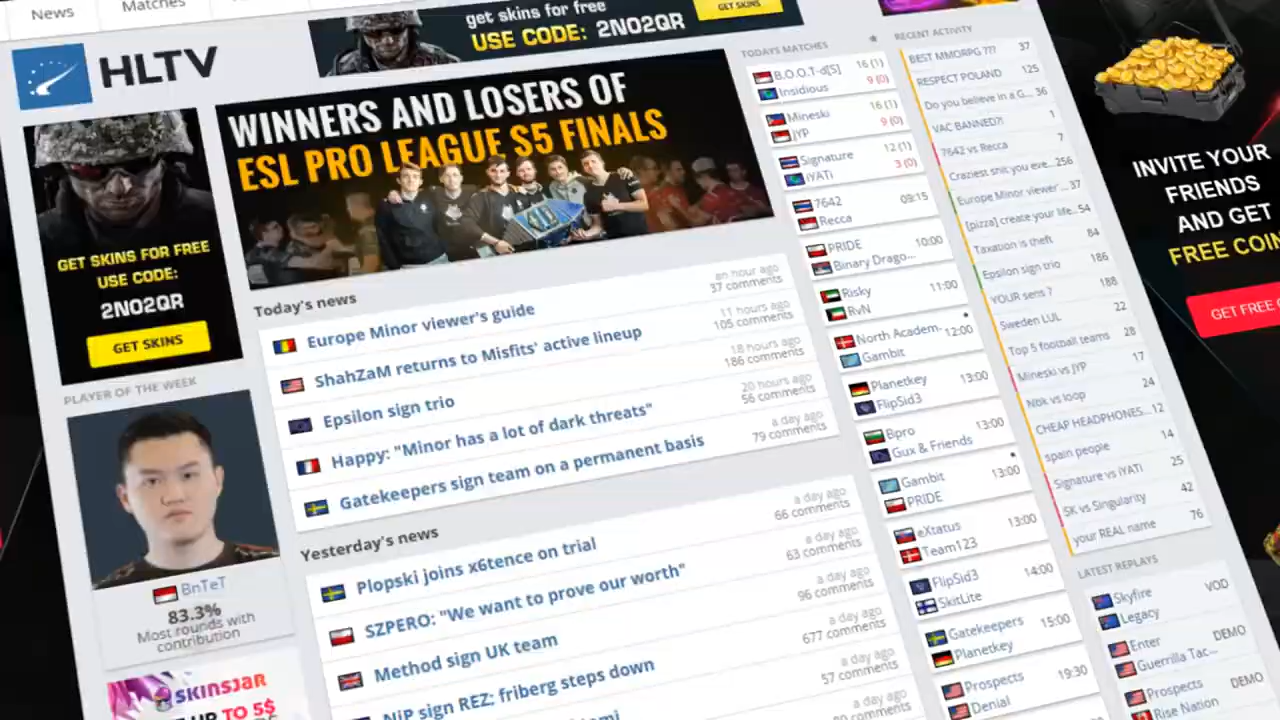 News
Matches
HLTV
get skins for free
USE CODE: 2NO2QR
GET SKINS
GET SKINS FOR FREE
USE CODE:
2NO2QR
GET SKINS
PLAYER OF THE WEEK
BnTeT
83.3%
Most rounds with
contribution
SKINSJAR
UP TO 5$
WINNERS AND LOSERS OF
ESL PRO LEAGUE S5 FINALS
Today's news
Europe Minor viewer's guide
an hour ago
37 comments
ShahZaM returns to Misfits' active lineup
11 hours ago
105 comments
Epsilon sign trio
18 hours ago
186 comments
Happy: "Minor has a lot of dark threats"
20 hours ago
56 comments
Gatekeepers sign team on a permanent basis
a day ago
79 comments
Yesterday's news
Plopski joins x6tence on trial
a day ago
66 comments
SZPERO: "We want to prove our worth"
a day ago
63 comments
Method sign UK team
a day ago
96 comments
NiP sign REZ; friberg steps down
a day ago
677 comments
a day ago
57 comments
a day ago
TODAYS MATCHES
B.O.O.T-d[S] 16 (1)
Insidious 9 (0)
Mineski 16 (1)
JYP 9 (0)
Signature 12 (1)
iYATi 3 (0)
7642 09:15
Recca
PRIDE 10:00
Binary Drago...
Risky 11:00
RvN
North Academ- 12:00
Gambit
Planetkey 13:00
FlipSid3
Bpro 13:00
Gux & Friends
Gambit 13:00
PRIDE
eXtatus 13:00
Team123
FlipSid3 14:00
SkitLite
Gatekeepers 15:00
Planetkey
Prospects 19:30
Denial
RECENT ACTIVITY
BEST MMORPG ??? 37
RESPECT POLAND 125
Do you believe in a G... 36
VAC BANNED?! 1
7642 vs Recca 7
Craziest shit you eve... 256
Europe Minor viewer'... 37
[pizza] create your life... 54
Taxation is theft 84
Epsilon sign trio 186
YOUR sens ? 188
Sweden LUL 22
Top 5 football teams 28
Mineski vs JYP 17
Nbk vs loop 24
CHEAP HEADPHONES... 12
spain people 14
Signature vs iYATi 25
SK vs Singularity 42
your REAL name 76
LATEST REPLAYS
Skyfire VOD
Legacy
Enter DEMO
Guerrilla Tac...
Prospects DEMO
Rise Nation
INVITE YOUR
FRIENDS
AND GET
FREE COIN
GET FREE